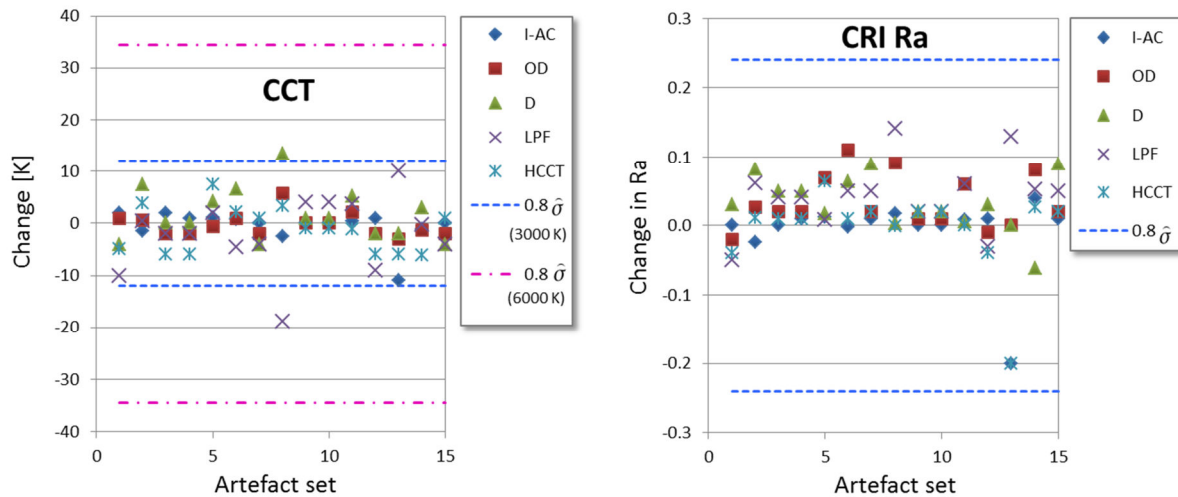 CCT
Change [K]
40
30
20
10
0
-10
-20
-30
-40
0
5
10
15
Artefact set
I-AC
OD
D
LPF
HCCT
0.8 σ̂
(3000 K)
0.8 σ̂
(6000 K)
CRI Ra
Change in Ra
0.3
0.2
0.1
0.0
-0.1
-0.2
-0.3
0
5
10
15
Artefact set
I-AC
OD
D
LPF
HCCT
0.8 σ̂